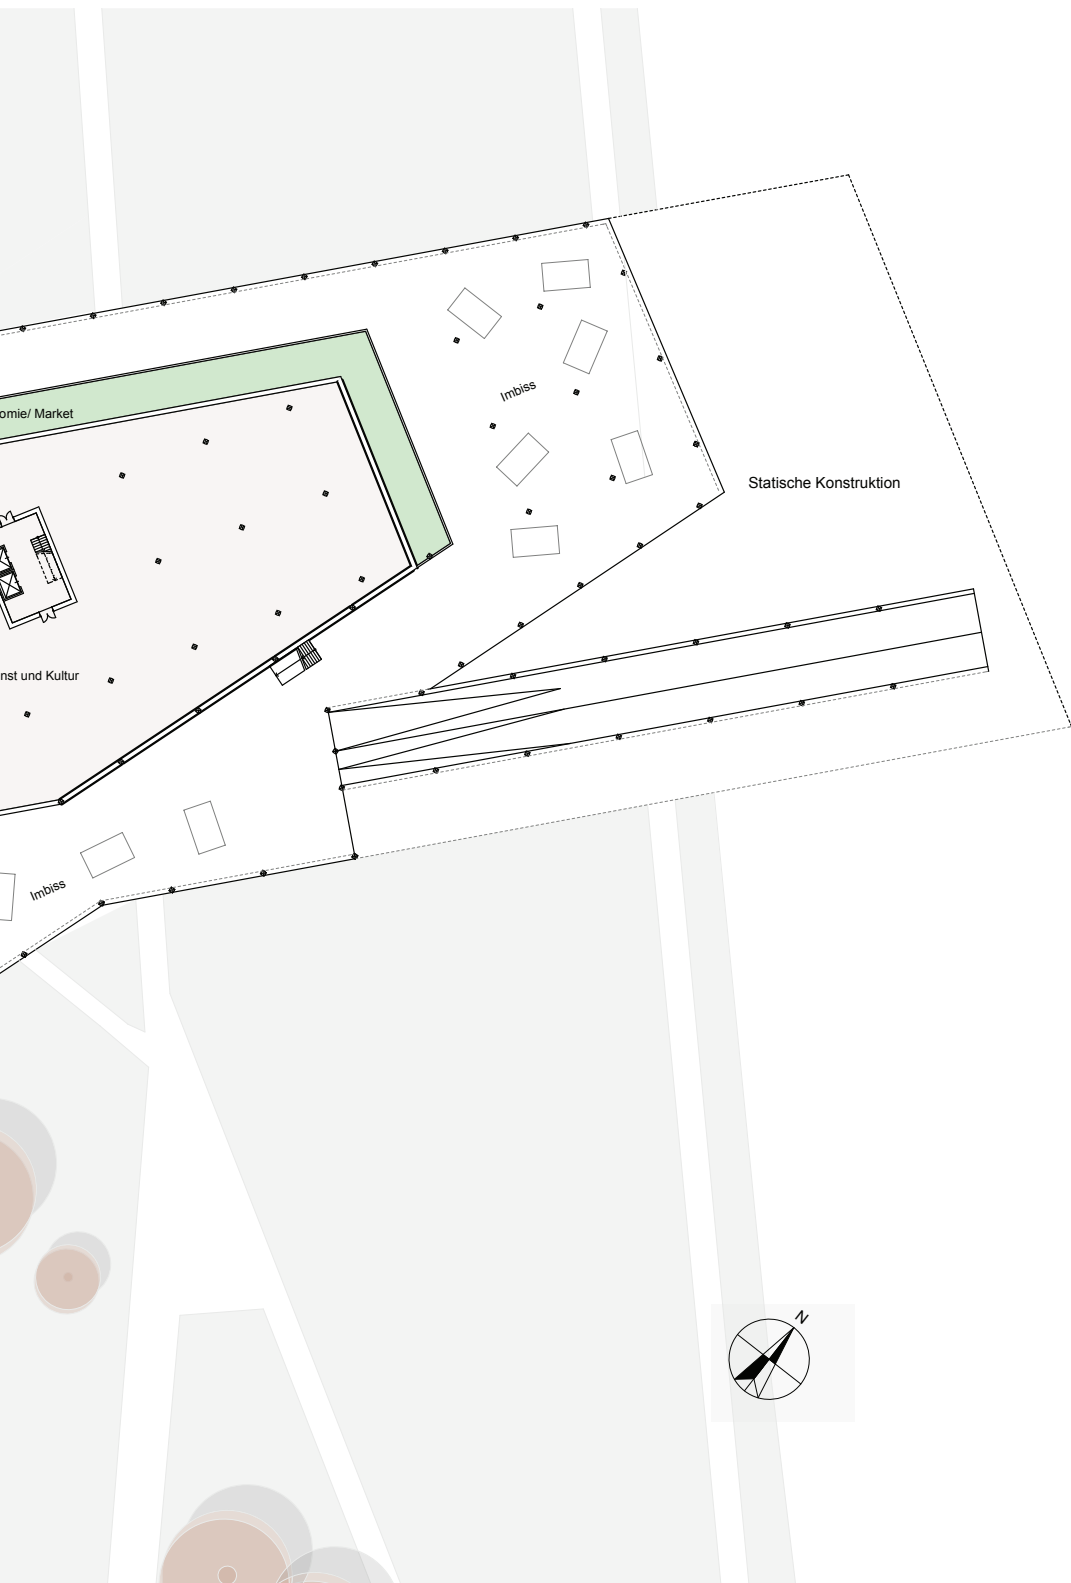 Imbiss
omie/ Market
Statische Konstruktion
nst und Kultur
Imbiss
N